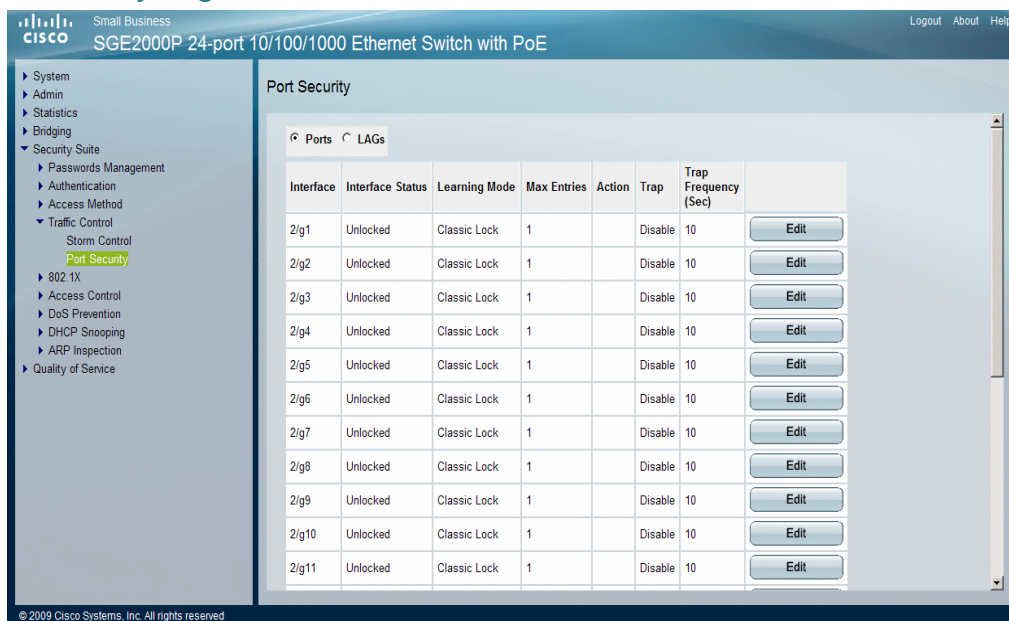 Small Business
CISCO SGE2000P 24-port 10/100/1000 Ethernet Switch with PoE
Logout About Help
System
Admin
Statistics
Bridging
Security Suite
Passwords Management
Authentication
Access Method
Traffic Control
Storm Control
Port Security
802.1X
Access Control
DoS Prevention
DHCP Snooping
ARP Inspection
Quality of Service
Port Security
Ports LAGs
Interface Interface Status Learning Mode Max Entries Action Trap Trap Frequency (Sec)
2/g1 Unlocked Classic Lock 1 Disable 10 Edit
2/g2 Unlocked Classic Lock 1 Disable 10 Edit
2/g3 Unlocked Classic Lock 1 Disable 10 Edit
2/g4 Unlocked Classic Lock 1 Disable 10 Edit
2/g5 Unlocked Classic Lock 1 Disable 10 Edit
2/g6 Unlocked Classic Lock 1 Disable 10 Edit
2/g7 Unlocked Classic Lock 1 Disable 10 Edit
2/g8 Unlocked Classic Lock 1 Disable 10 Edit
2/g9 Unlocked Classic Lock 1 Disable 10 Edit
2/g10 Unlocked Classic Lock 1 Disable 10 Edit
2/g11 Unlocked Classic Lock 1 Disable 10 Edit
© 2009 Cisco Systems, Inc. All rights reserved